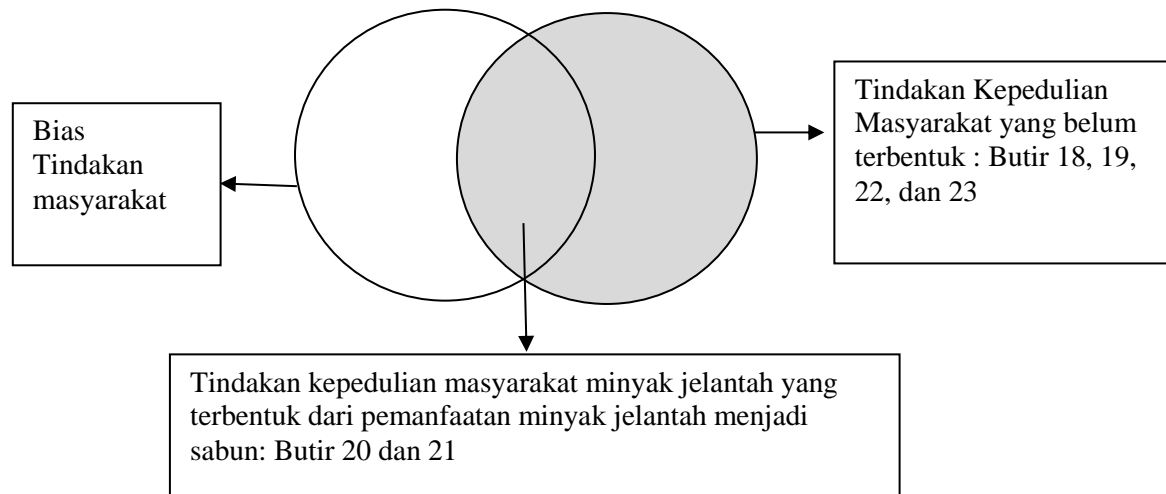 Bias
Tindakan
masyarakat
Tindakan Kepedulian
Masyarakat yang belum
terbentuk : Butir 18, 19,
22, dan 23
Tindakan kepedulian masyarakat minyak jelantah yang
terbentuk dari pemanfaatan minyak jelantah menjadi
sabun: Butir 20 dan 21